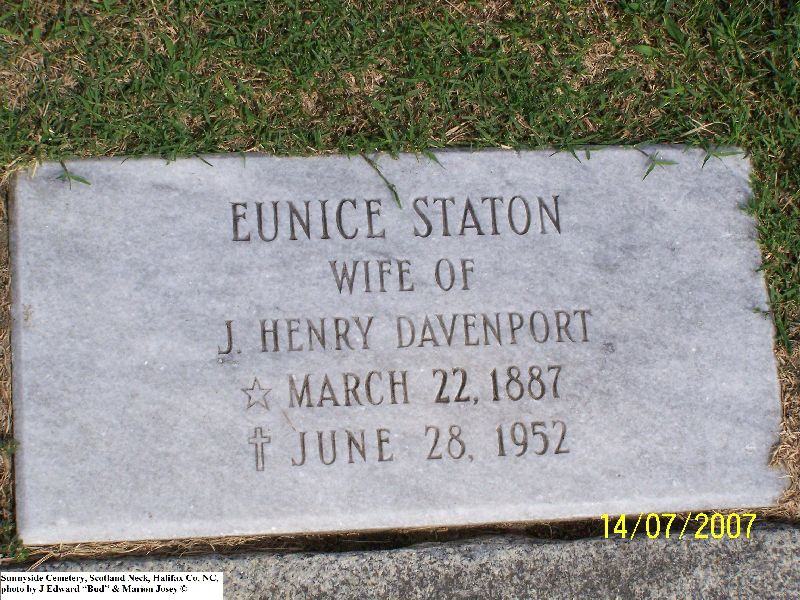 EUNICE STATON
WIFE OF
J. HENRY DAVENPORT
☆ MARCH 22, 1887
✝ JUNE 28, 1952
14/07/2007
Sunnyside Cemetery, Scotland Neck, Halifax Co. NC,
photo by J Edward "Bud" & Marion Josey ©